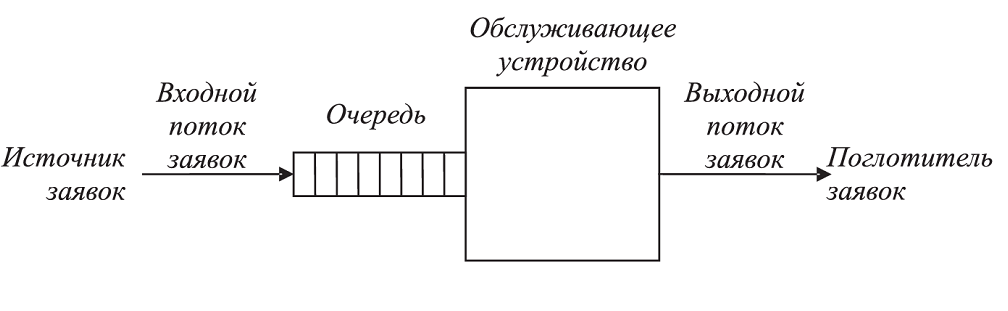 Обслуживающее
устройство
Входной
поток
заявок
Очередь
Выходной
поток
заявок
Источник
заявок
Поглотитель
заявок